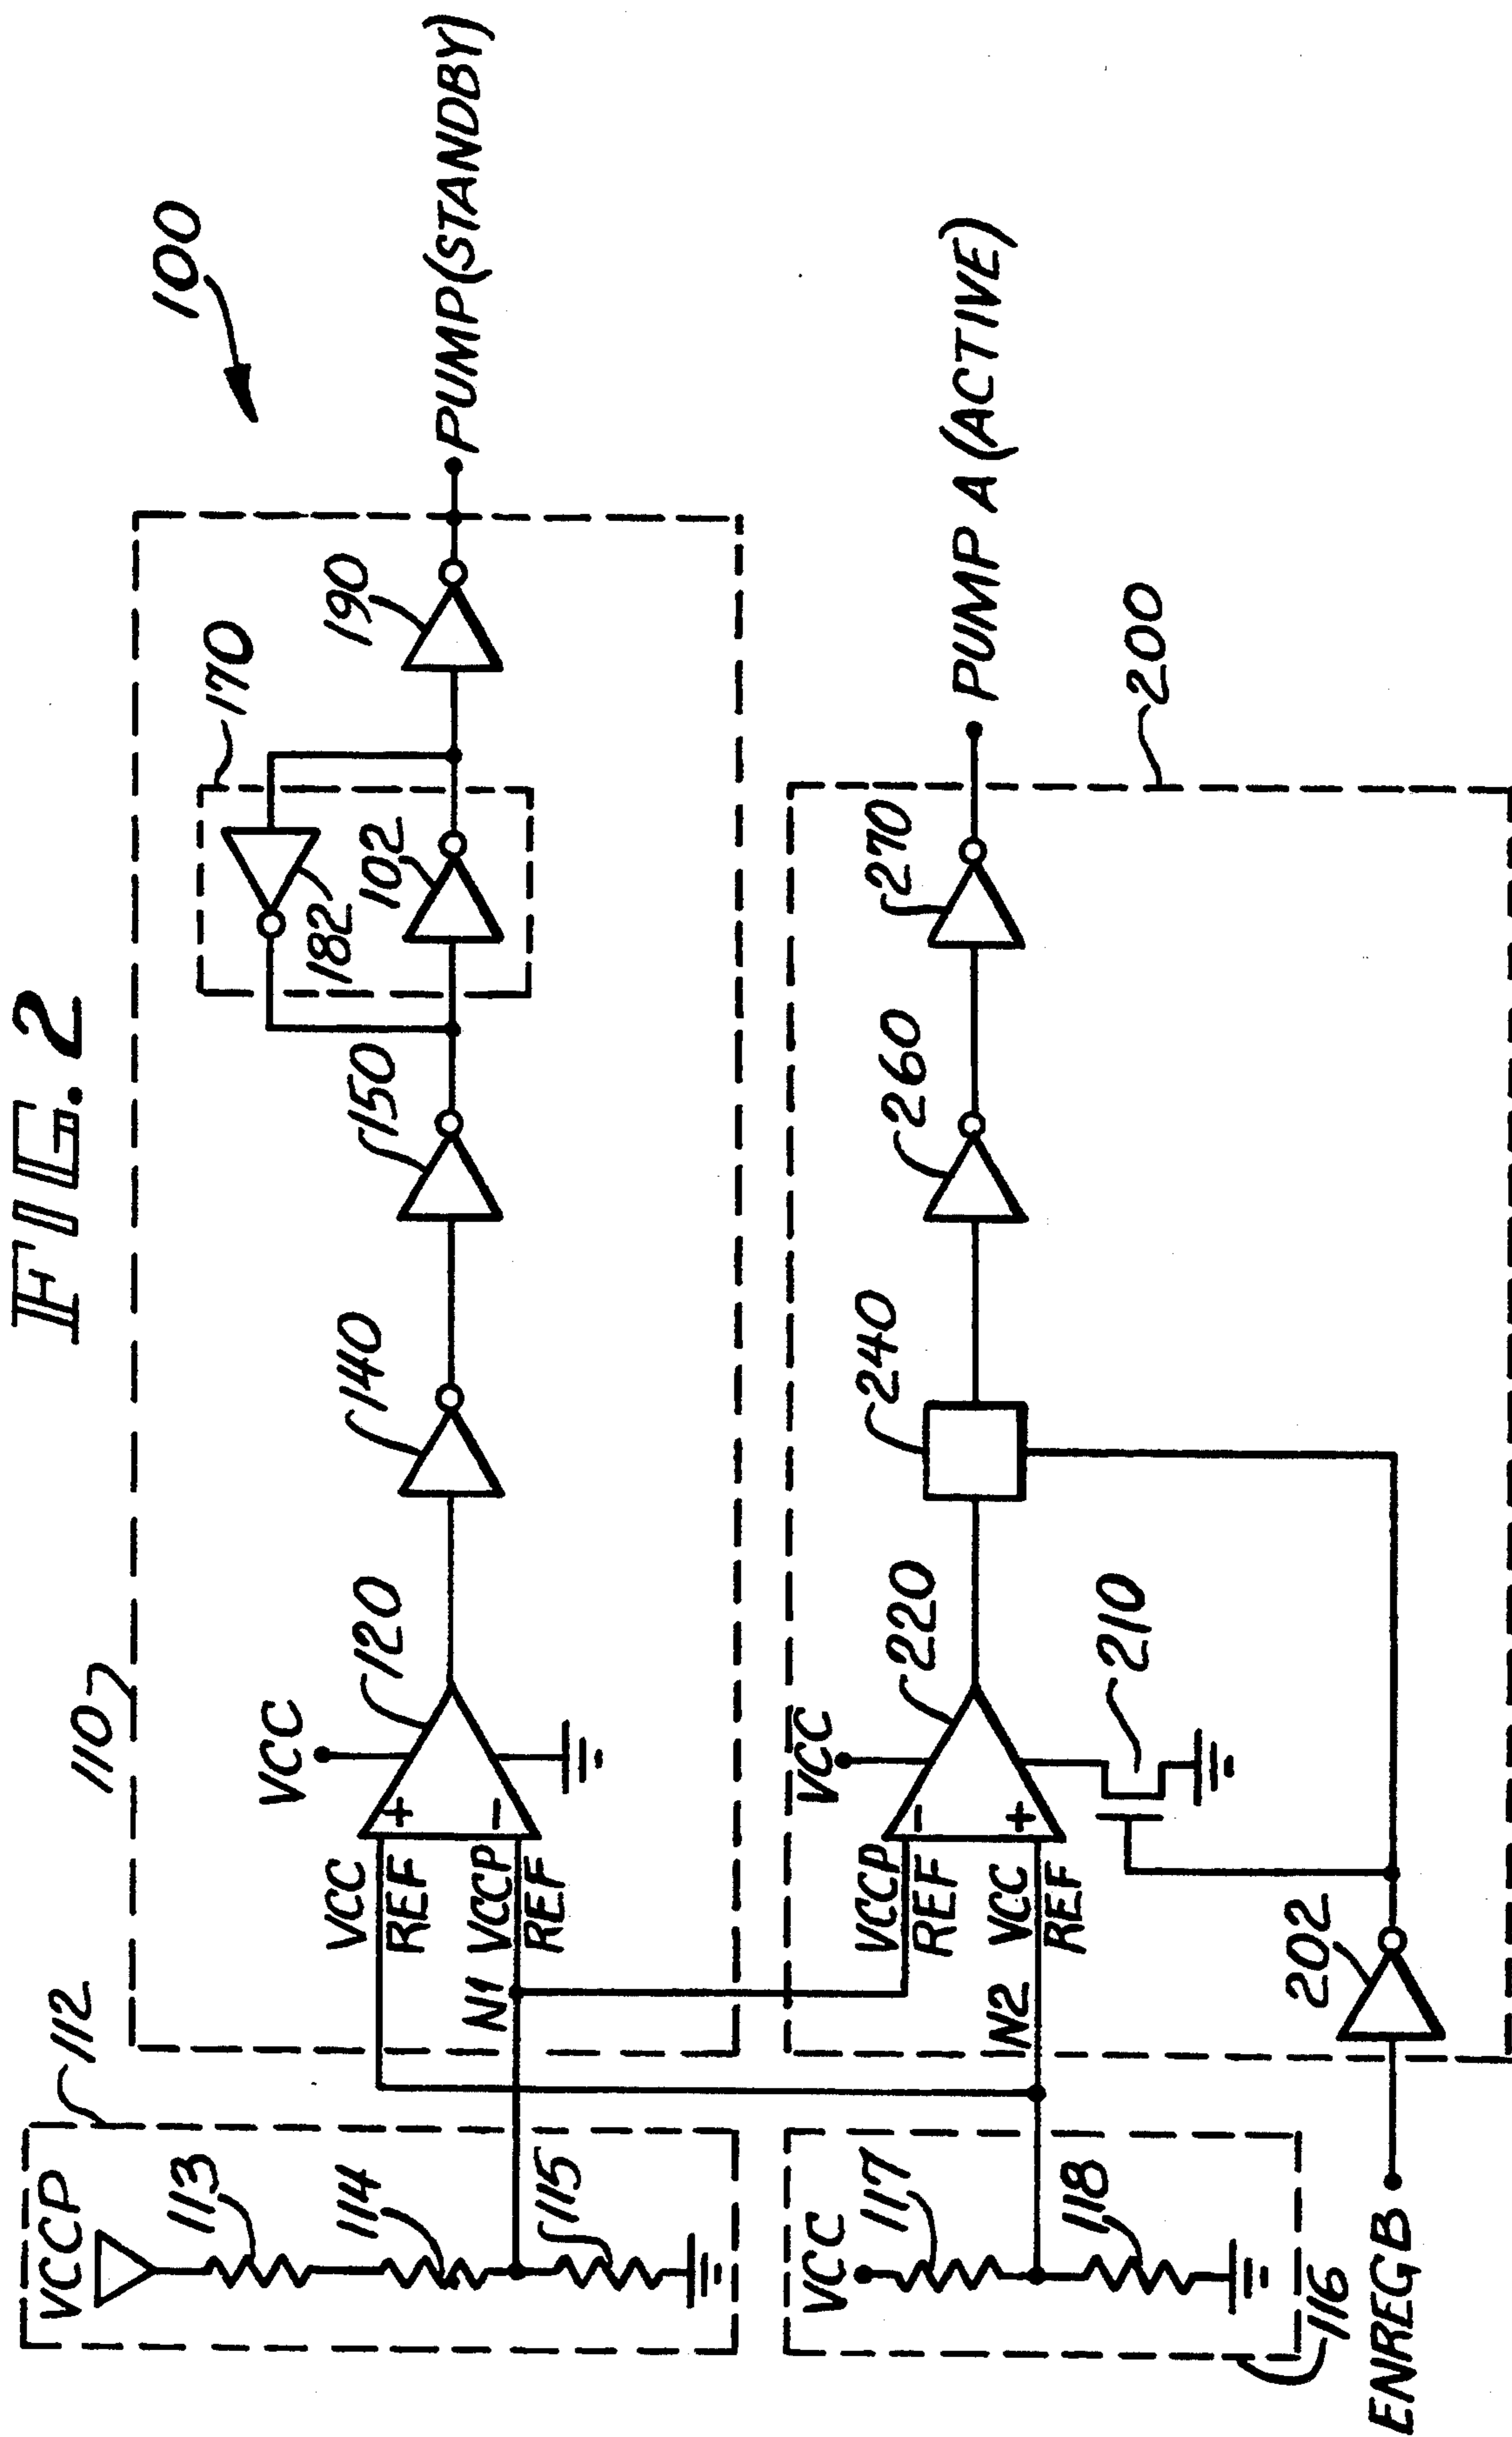 FIG. 2
100
110
112
VCCP
113
114
115
VCC
REF
N1
VCCP
REF
VCC
120
140
150
170
182
102
190
PUMP(STANDBY)
VCC
117
118
116
N2
VCCP
REF
VCC
REF
VCC
220
210
240
260
270
200
PUMP A (ACTIVE)
ENREGB
202
+
−
−
+